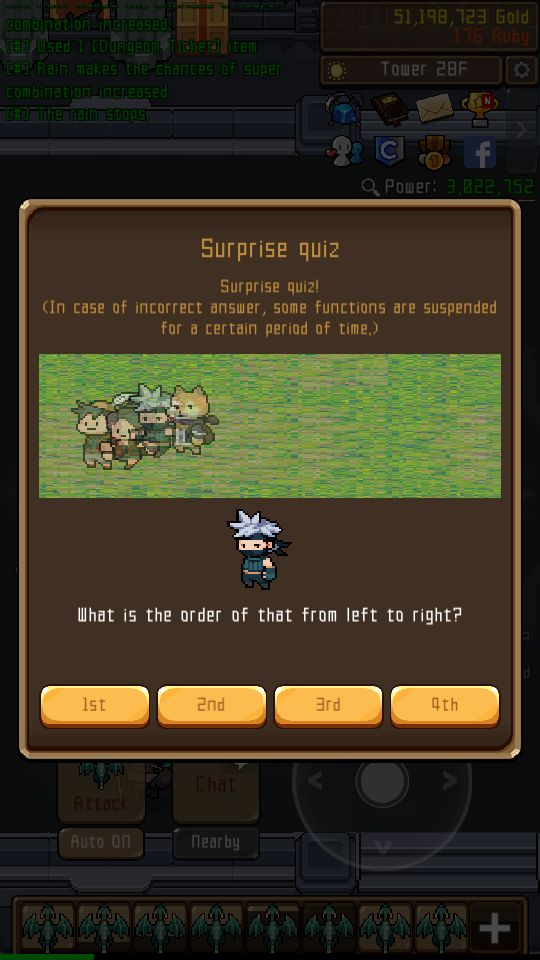 combination increased.
[#] Used 1 [Dungeon Ticket] item
[#] Rain makes the chances of super
combination increased.
[#] The rain stops.
51,198,723 Gold
176 Ruby
Tower 28F
N
C
f
Power: 3,022,752
Surprise quiz
Surprise quiz!
(In case of incorrect answer, some functions are suspended
for a certain period of time.)
What is the order of that from left to right?
1st
2nd
3rd
4th
Attack
Chat
Auto ON
Nearby